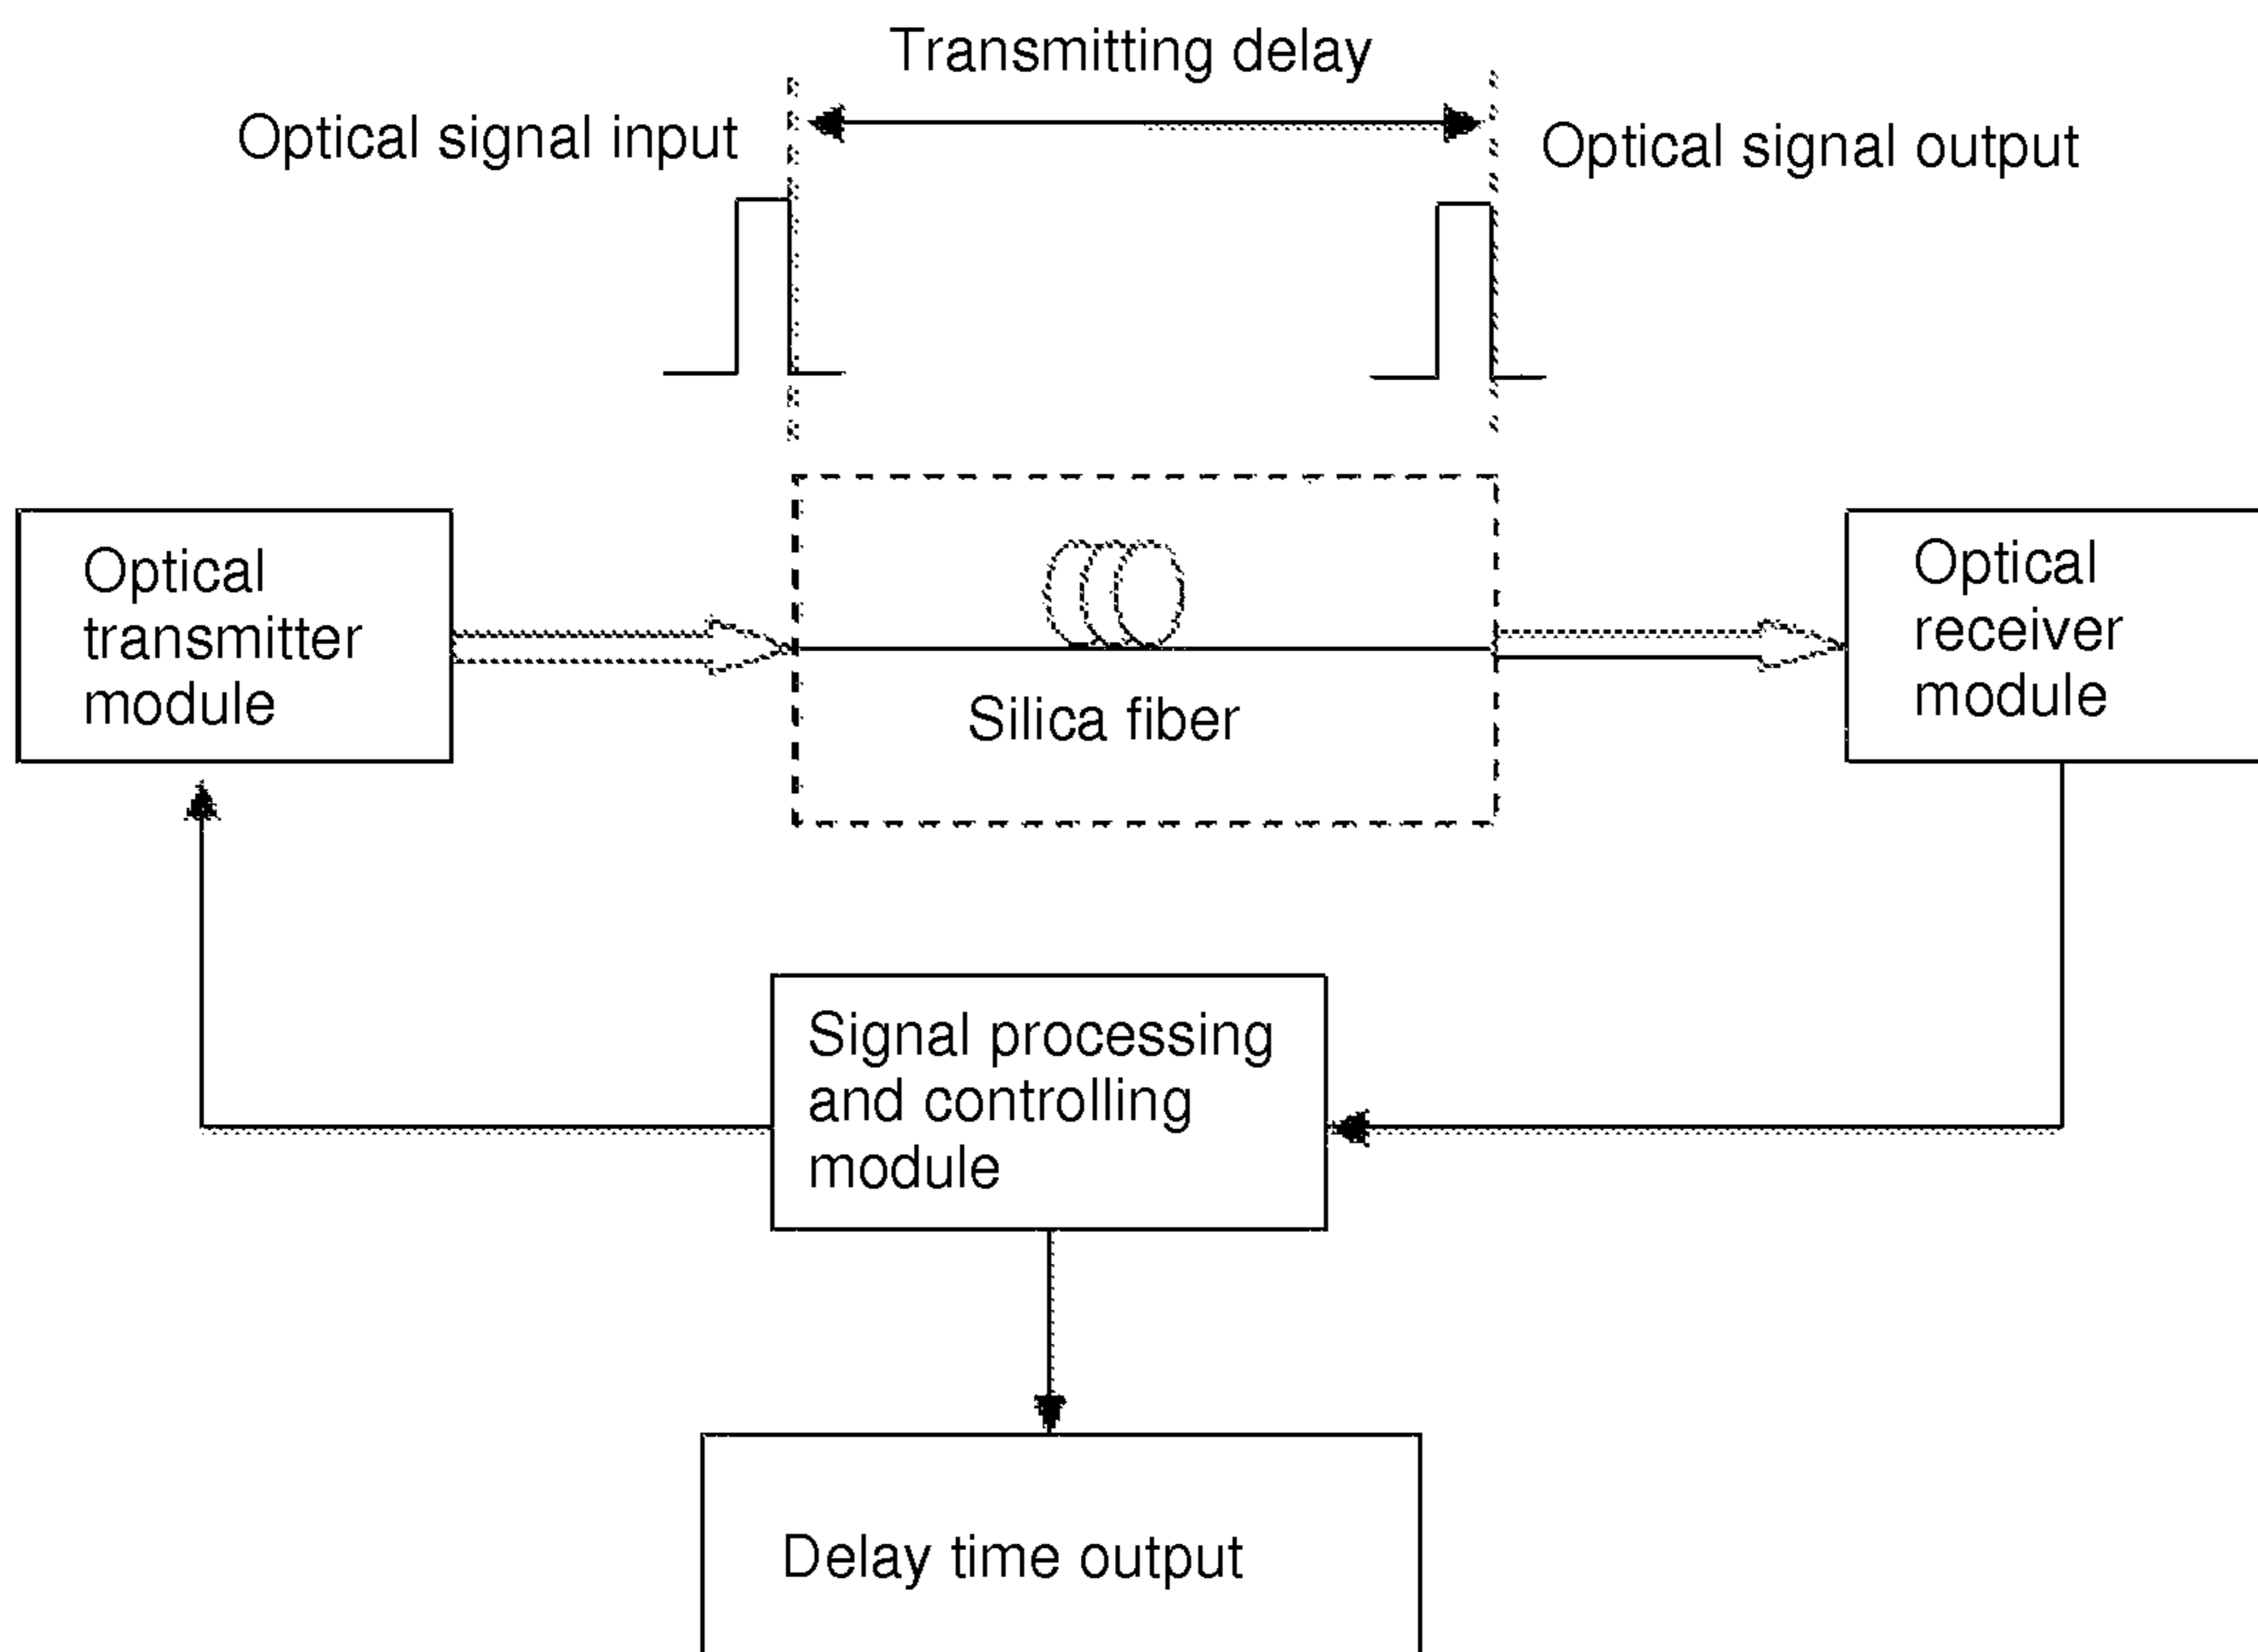 Transmitting delay
Optical signal input
Optical signal output
Optical
transmitter
module
Silica fiber
Optical
receiver
module
Signal processing
and controlling
module
Delay time output